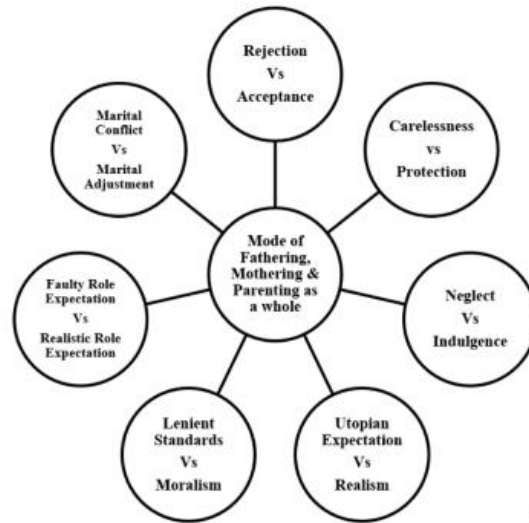 Rejection
Vs
Acceptance
Carelessness
vs
Protection
Neglect
Vs
Indulgence
Utopian
Expectation
Vs
Realism
Lenient
Standards
Vs
Moralism
Faulty Role
Expectation
Vs
Realistic Role
Expectation
Marital
Conflict
Vs
Marital
Adjustment
Mode of
Fathering,
Mothering &
Parenting as
a whole